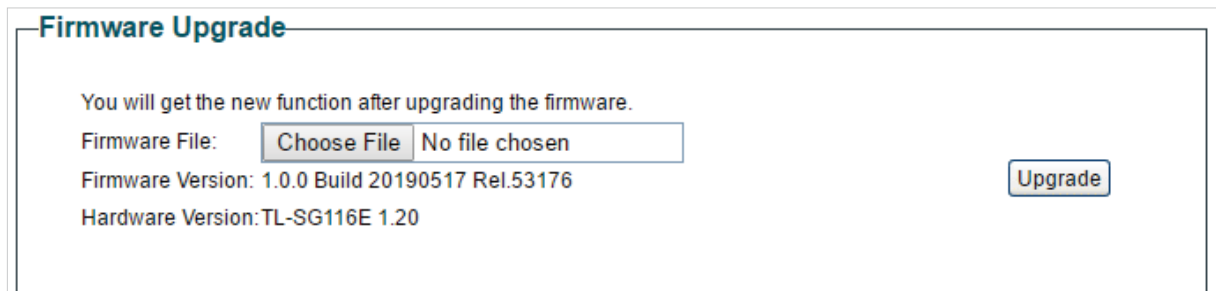 Firmware Upgrade
You will get the new function after upgrading the firmware.
Firmware File: Choose File No file chosen
Firmware Version: 1.0.0 Build 20190517 Rel.53176
Upgrade
Hardware Version:TL-SG116E 1.20